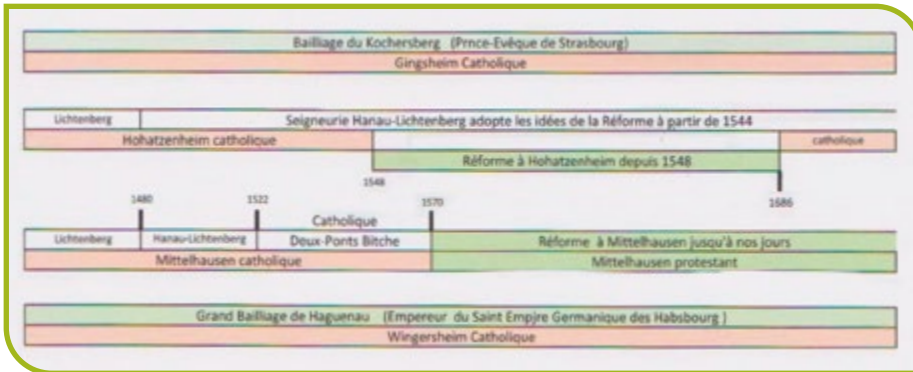 Bailliage du Kochersberg (Prnce-Evêque de Strasbourg)
Gingsheim Catholique
Lichtenberg Seigneurie Hanau-Lichtenberg adopte les idées de la Réforme à partir de 1544
Hohatzenheim catholique catholique
Réforme à Hohatzenheim depuis 1548
1548
1480 1522 1570 1686
Catholique
Lichtenberg Hanau-Lichtenberg Deux-Ponts Bitche Réforme à Mittelhausen jusqu'à nos jours
Mittelhausen catholique Mittelhausen protestant
Grand Bailliage de Haguenau (Empereur du Saint Empjre Germanique des Habsbourg )
Wingersheim Catholique